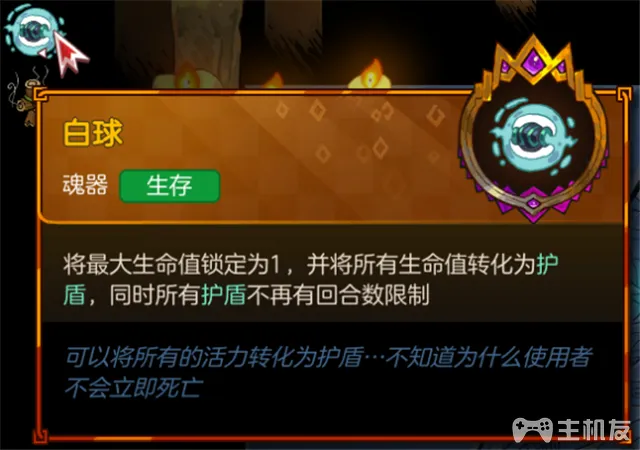 白球
魂器 生存
将最大生命值锁定为1，并将所有生命值转化为护
盾，同时所有护盾不再有回合数限制
可以将所有的活力转化为护盾…不知道为什么使用者
不会立即死亡
主机友